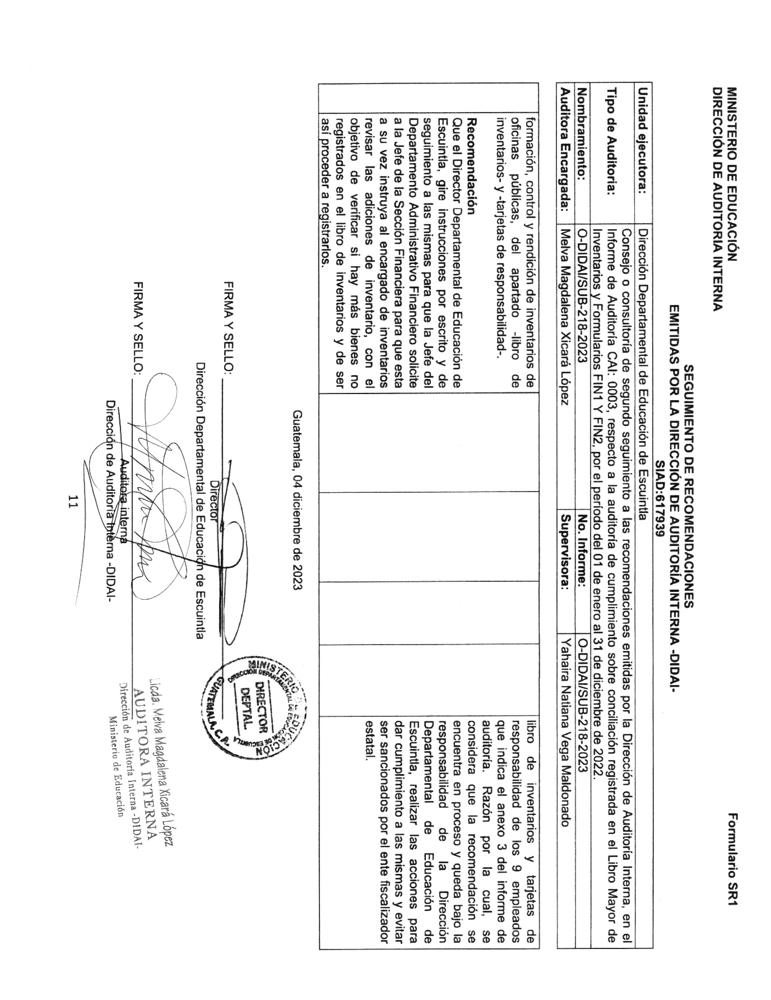 MINISTERIO DE EDUCACIÓN
DIRECCIÓN DE AUDITORIA INTERNA
Formulario SR1
SEGUIMIENTO DE RECOMENDACIONES
EMITIDAS POR LA DIRECCIÓN DE AUDITORÍA INTERNA -DIDAI-
SIAD:617939
Unidad ejecutora: Dirección Departamental de Educación de Escuintla
Tipo de Auditoria: Consejo o consultoría de segundo seguimiento a las recomendaciones emitidas por la Dirección de Auditoría Interna, en el
Informe de Auditoría CAI: 0003, respecto a la auditoría de cumplimiento sobre conciliación registrada en el Libro Mayor de
Inventarios y Formularios FIN1 Y FIN2, por el período del 01 de enero al 31 de diciembre de 2022.
Nombramiento: O-DIDAI/SUB-218-2023 No. Informe: O-DIDAI/SUB-218-2023
Auditora Encargada: Melva Magdalena Xicará López Supervisora: Yahaira Natiana Vega Maldonado
formación, control y rendición de inventarios de
oficinas públicas, del apartado -libro de
inventarios- y -tarjetas de responsabilidad-.
Recomendación
Que el Director Departamental de Educación de
Escuintla, gire instrucciones por escrito y de
seguimiento a las mismas para que la Jefe del
Departamento Administrativo Financiero solicite
a la Jefe de la Sección Financiera para que esta
a su vez instruya al encargado de inventarios
revisar las adiciones de inventario, con el
objetivo de verificar si hay más bienes no
registrados en el libro de inventarios y de ser
así proceder a registrarlos.
libro de inventarios y tarjetas de
responsabilidad de los 9 empleados
que indica el anexo 3 del informe de
auditoría. Razón por la cual, se
considera que la recomendación se
encuentra en proceso y queda bajo la
responsabilidad de la Dirección
Departamental de Educación de
Escuintla, realizar las acciones para
dar cumplimiento a las mismas y evitar
ser sancionados por el ente fiscalizador
estatal.
Guatemala, 04 diciembre de 2023
FIRMA Y SELLO:
Director
Dirección Departamental de Educación de Escuintla
MINISTERIO DE EDUCACIÓN
DIRECCIÓN DEPARTAMENTAL DE EDUCACIÓN DE ESCUINTLA
DIRECTOR
DEPTAL.
GUATEMALA, C. A.
FIRMA Y SELLO:
Auditora interna
Dirección de Auditoría Interna -DIDAI-
Licda. Melva Magdalena Xicará López
AUDITORA INTERNA
Dirección de Auditoría Interna -DIDAI-
Ministerio de Educación
11